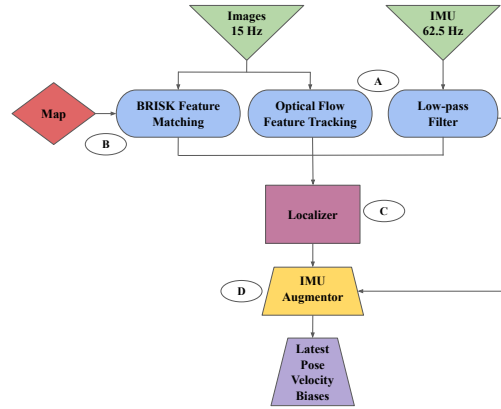 Images
15 Hz
IMU
62.5 Hz
A
Map
BRISK Feature
Matching
Optical Flow
Feature Tracking
Low-pass
Filter
B
Localizer
C
D
IMU
Augmentor
Latest
Pose
Velocity
Biases